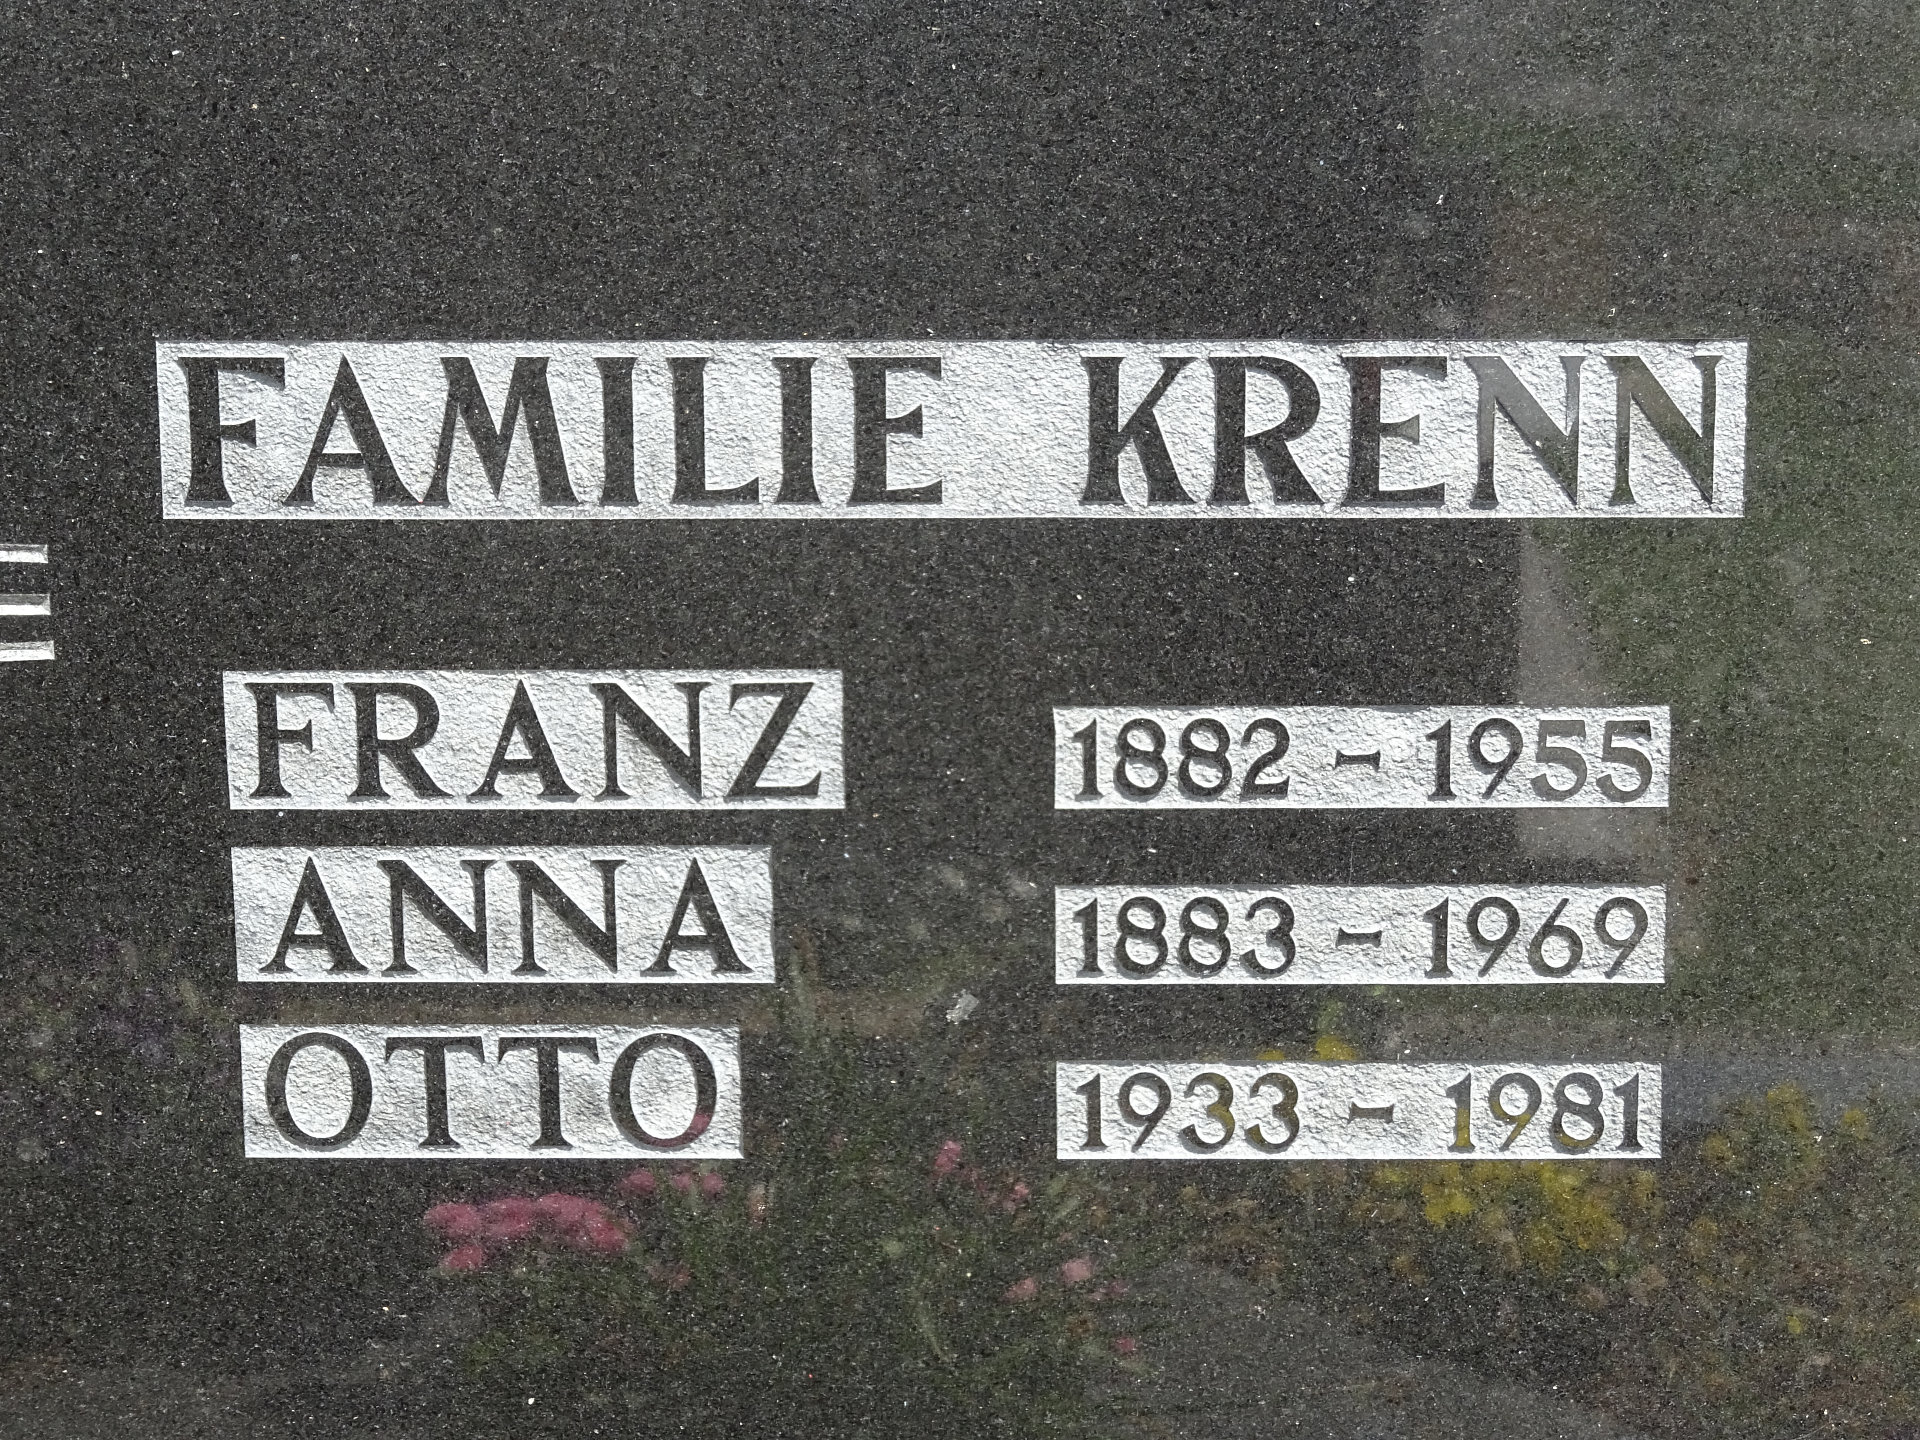 FAMILIE KRENN
FRANZ 1882 - 1955
ANNA 1883 - 1969
OTTO 1933 - 1981